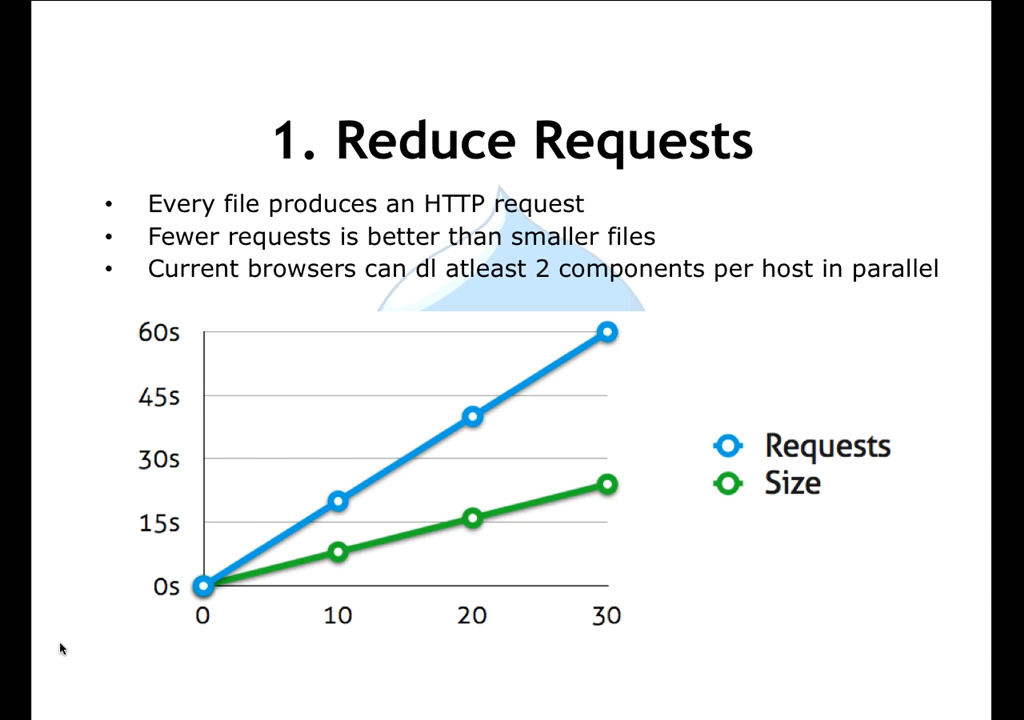 1. Reduce Requests
• Every file produces an HTTP request
• Fewer requests is better than smaller files
• Current browsers can dl atleast 2 components per host in parallel
60s
45s
30s
15s
0s
0 10 20 30
Requests
Size